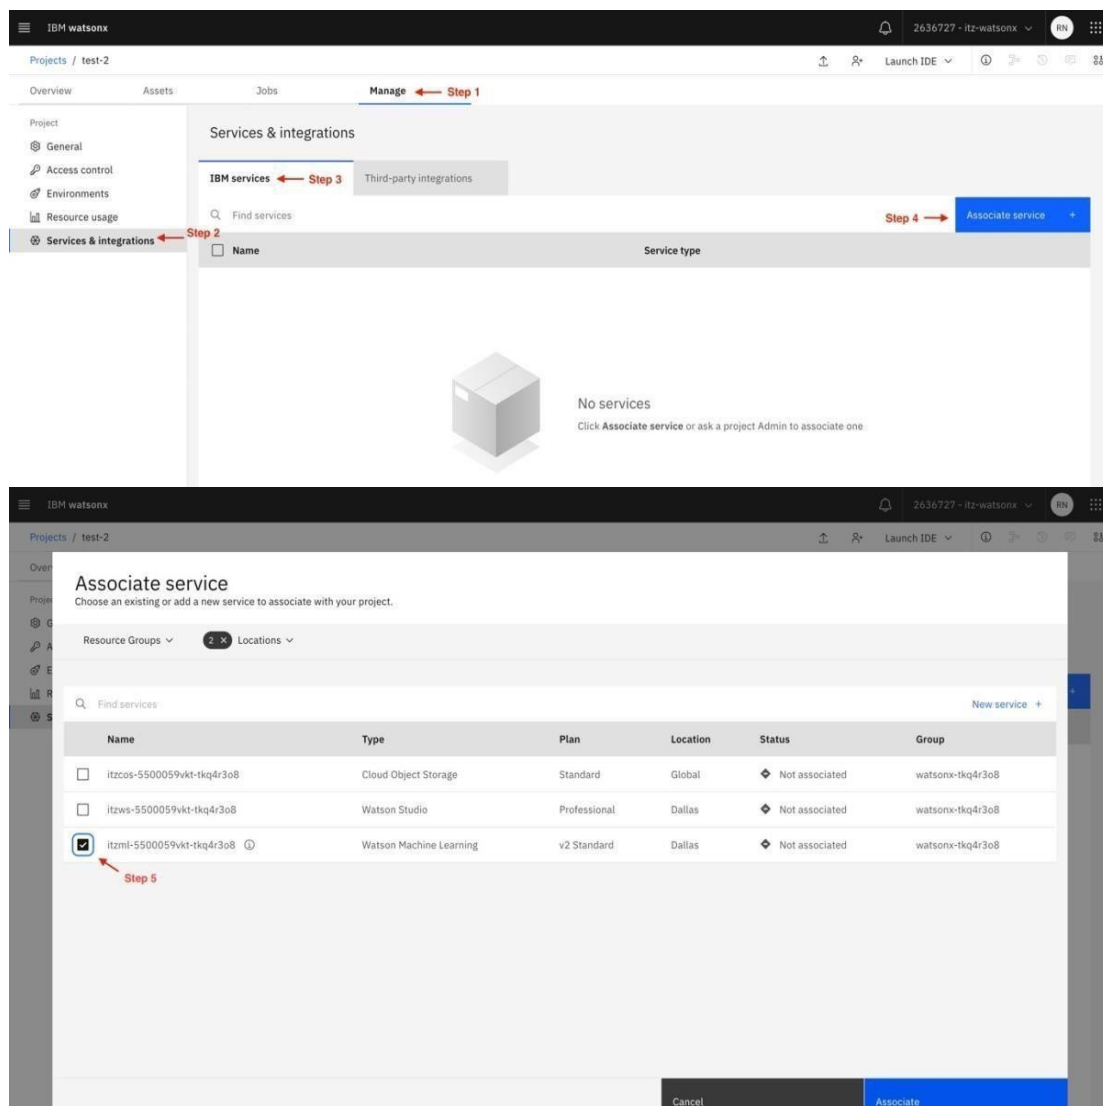 IBM watsonx 2636727 - itz-watsonx RN
Projects / test-2 Launch IDE
Overview Assets Jobs Manage Step 1
Project
General
Access control
Environments
Resource usage
Services & integrations Step 2
Services & integrations
IBM services Step 3 Third-party integrations
Find services Step 4 Associate service +
Name Service type
No services
Click Associate service or ask a project Admin to associate one
IBM watsonx 2636727 - itz-watsonx RN
Projects / test-2 Launch IDE
Over
Proje
G
A
E
R
S
Associate service
Choose an existing or add a new service to associate with your project.
Resource Groups 2 × Locations
Find services New service +
Name Type Plan Location Status Group
itzcos-5500059vkt-tkq4r3o8 Cloud Object Storage Standard Global Not associated watsonx-tkq4r3o8
itzws-5500059vkt-tkq4r3o8 Watson Studio Professional Dallas Not associated watsonx-tkq4r3o8
itzml-5500059vkt-tkq4r3o8 Watson Machine Learning v2 Standard Dallas Not associated watsonx-tkq4r3o8
Step 5
Cancel Associate